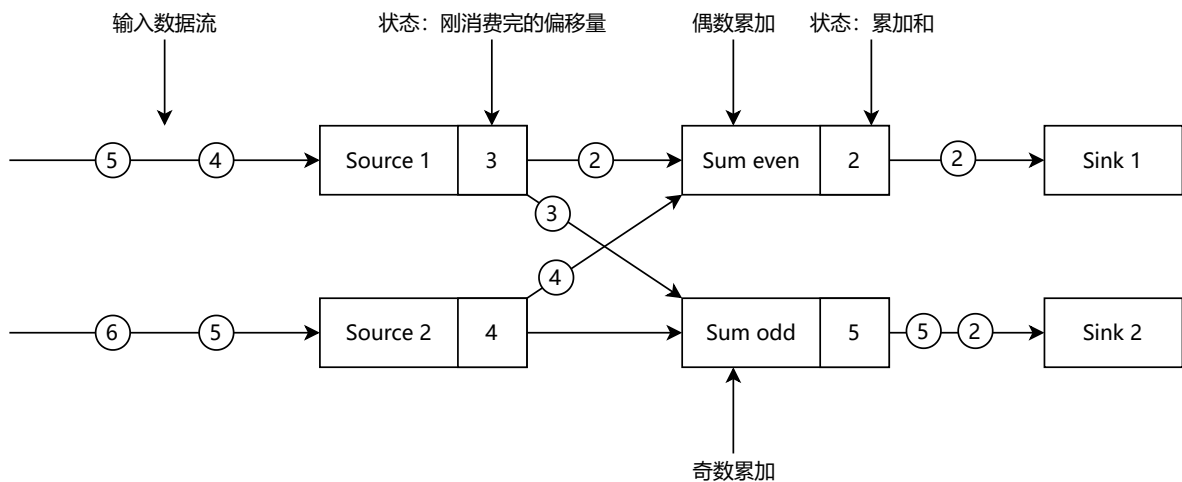 输入数据流
状态：刚消费完的偏移量
偶数累加
状态：累加和
5
4
Source 1
3
2
Sum even
2
2
Sink 1
3
4
6
5
Source 2
4
Sum odd
5
5
2
Sink 2
奇数累加